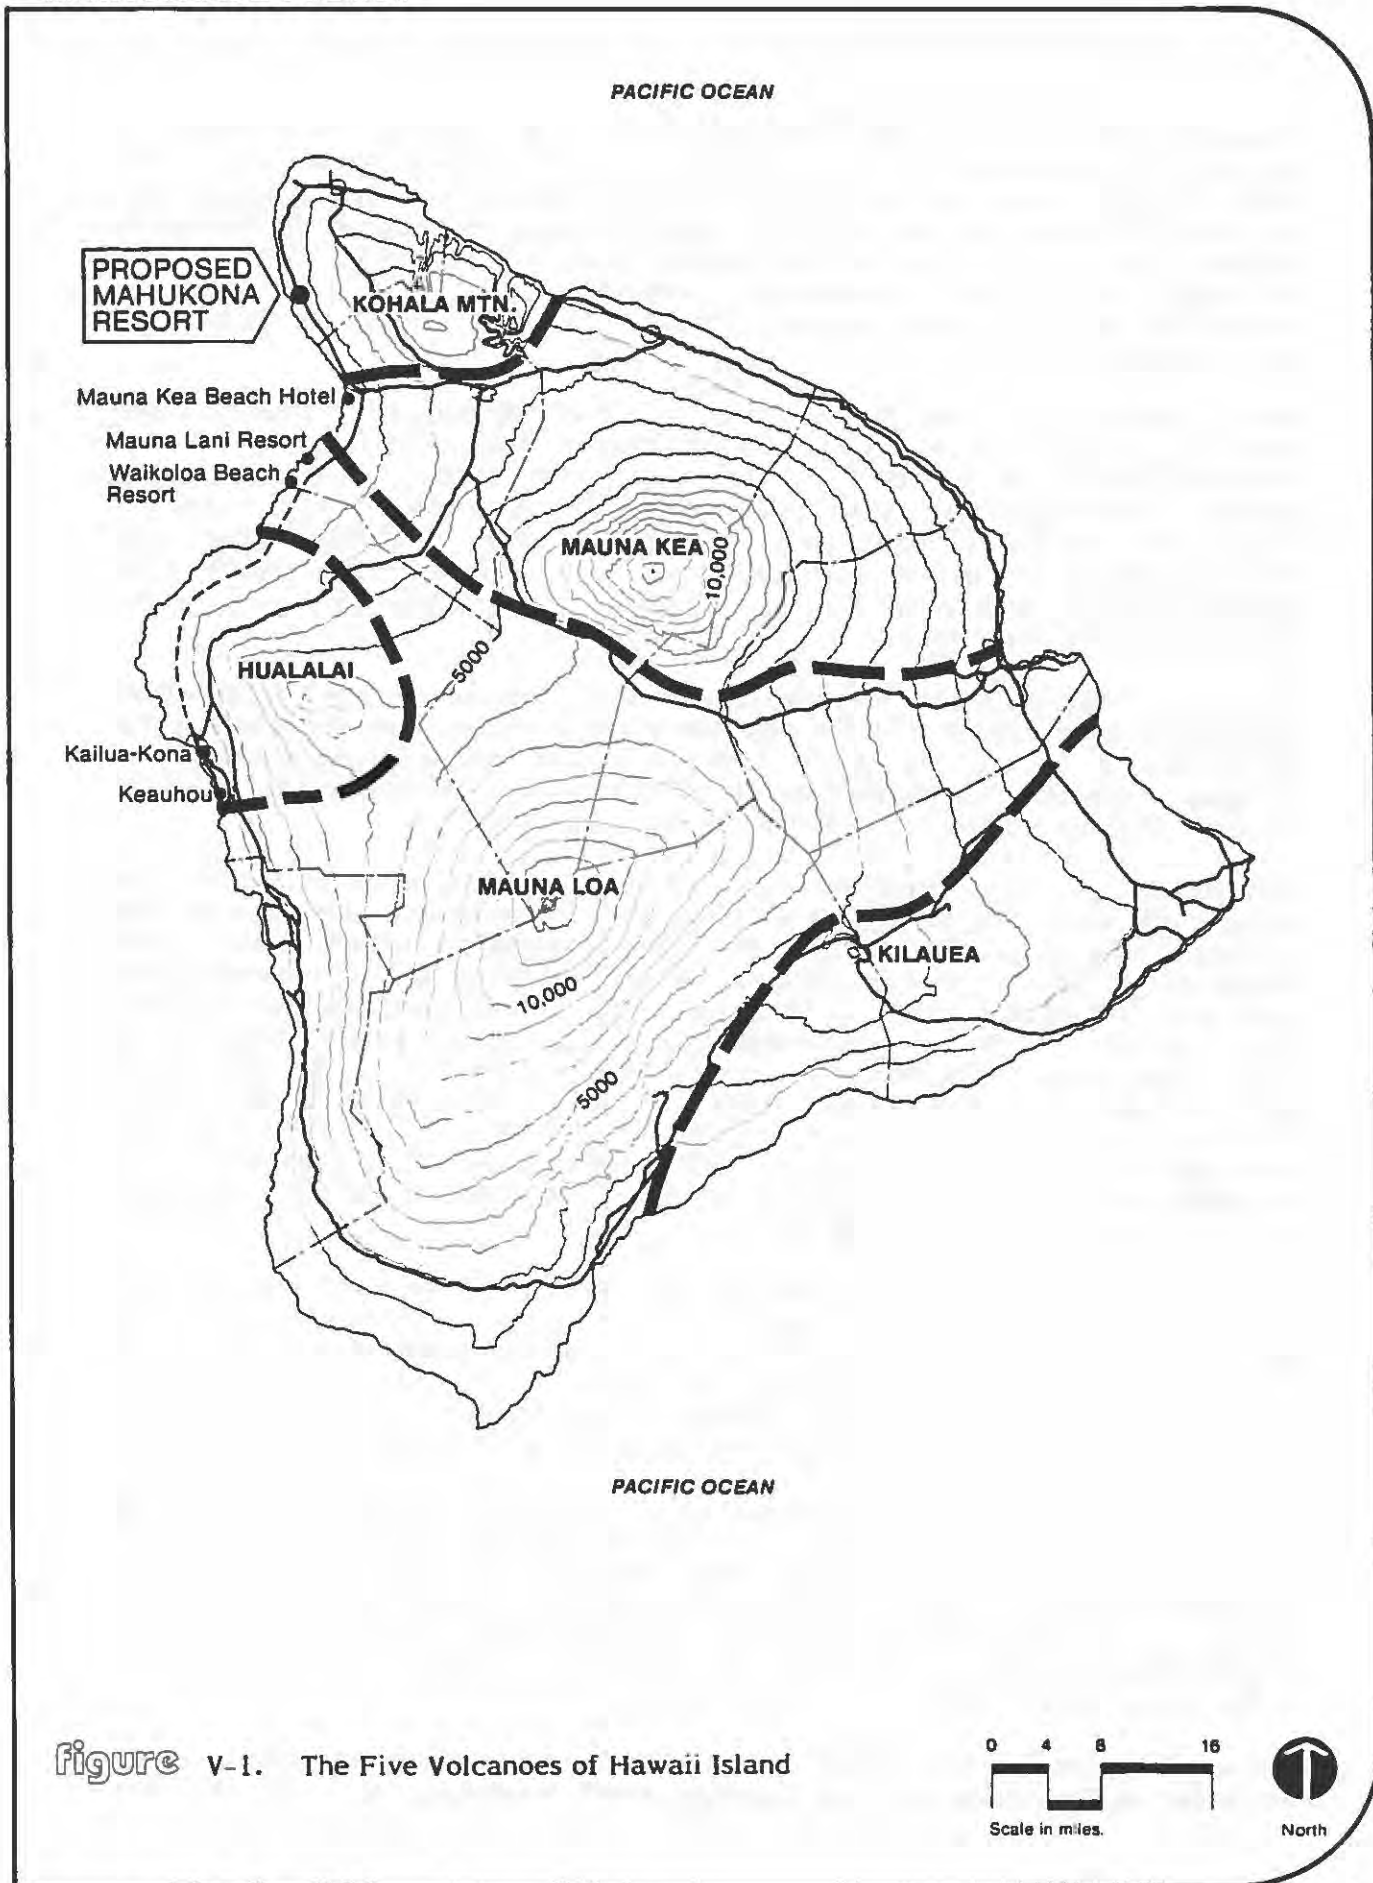 PACIFIC OCEAN
PROPOSED
MAHUKONA
RESORT
KOHALA MTN.
Mauna Kea Beach Hotel
Mauna Lani Resort
Waikoloa Beach
Resort
MAUNA KEA
10,000
HUALALAI
5000
Kailua-Kona
Keauhou
MAUNA LOA
KILAUEA
10,000
5000
PACIFIC OCEAN
figure V-1. The Five Volcanoes of Hawaii Island
0 4 8 16
Scale in miles.
North